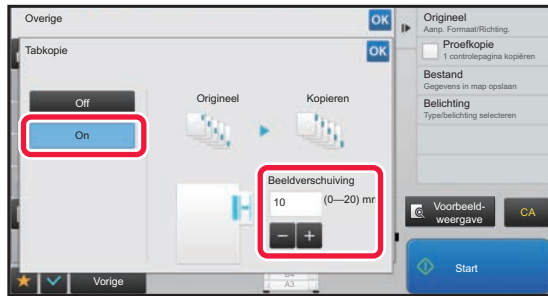 Overige
OK
Tabkopie
OK
Off
On
Origineel
Kopieren
Beeldverschuiving
10
(0—20) mm
Vorige
A3
Origineel
Aanp. Formaat/Richting.
Proefkopie
1 controlepagina kopiëren
Bestand
Gegevens in map opslaan
Belichting
Type/belichting selecteren
Voorbeeld-
weergave
CA
Start